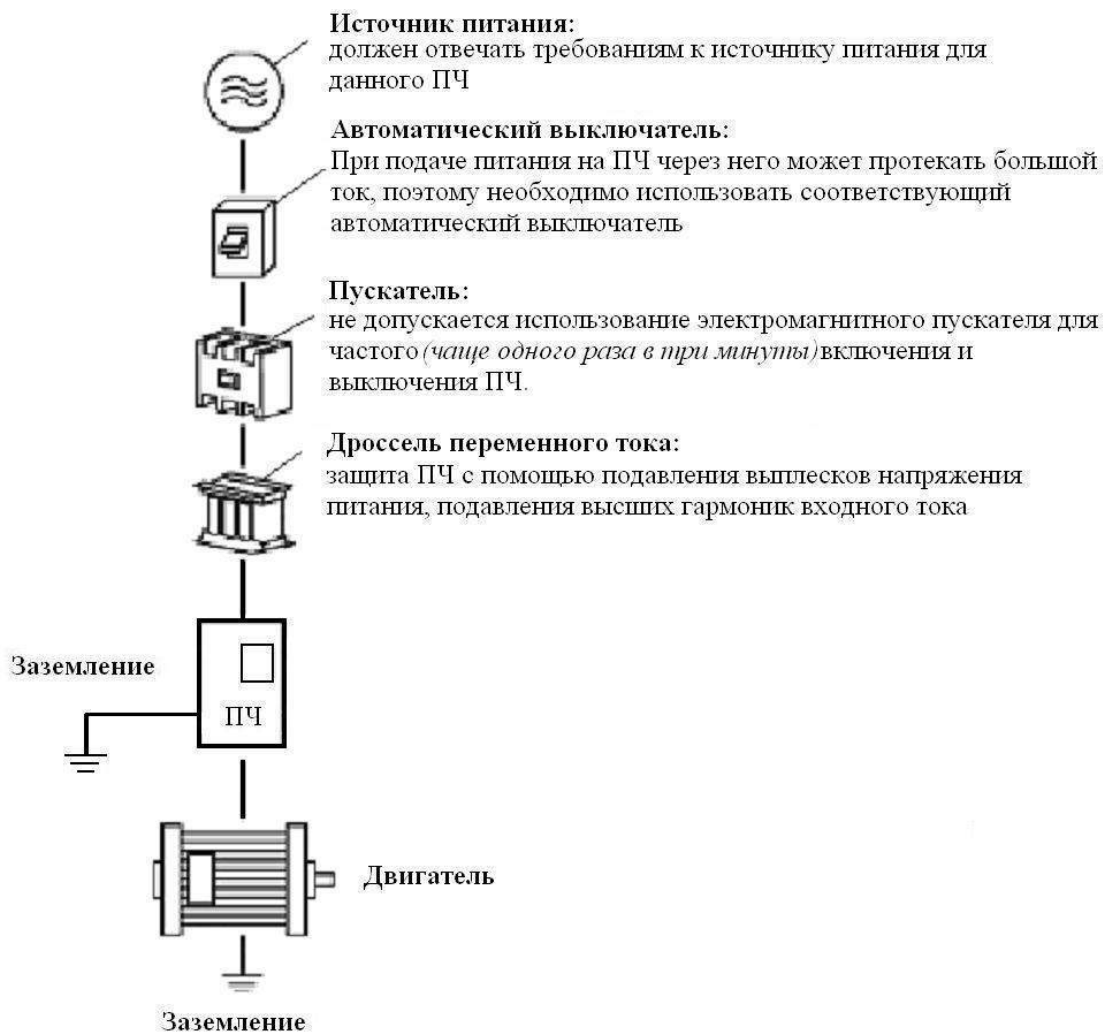 Источник питания:
должен отвечать требованиям к источнику питания для
данного ПЧ
Автоматический выключатель:
При подаче питания на ПЧ через него может протекать большой
ток, поэтому необходимо использовать соответствующий
автоматический выключатель
Пускатель:
не допускается использование электромагнитного пускателя для
частого (чаще одного раза в три минуты) включения и
выключения ПЧ.
Дроссель переменного тока:
защита ПЧ с помощью подавления выплесков напряжения
питания, подавления высших гармоник входного тока
Заземление
ПЧ
Двигатель
Заземление